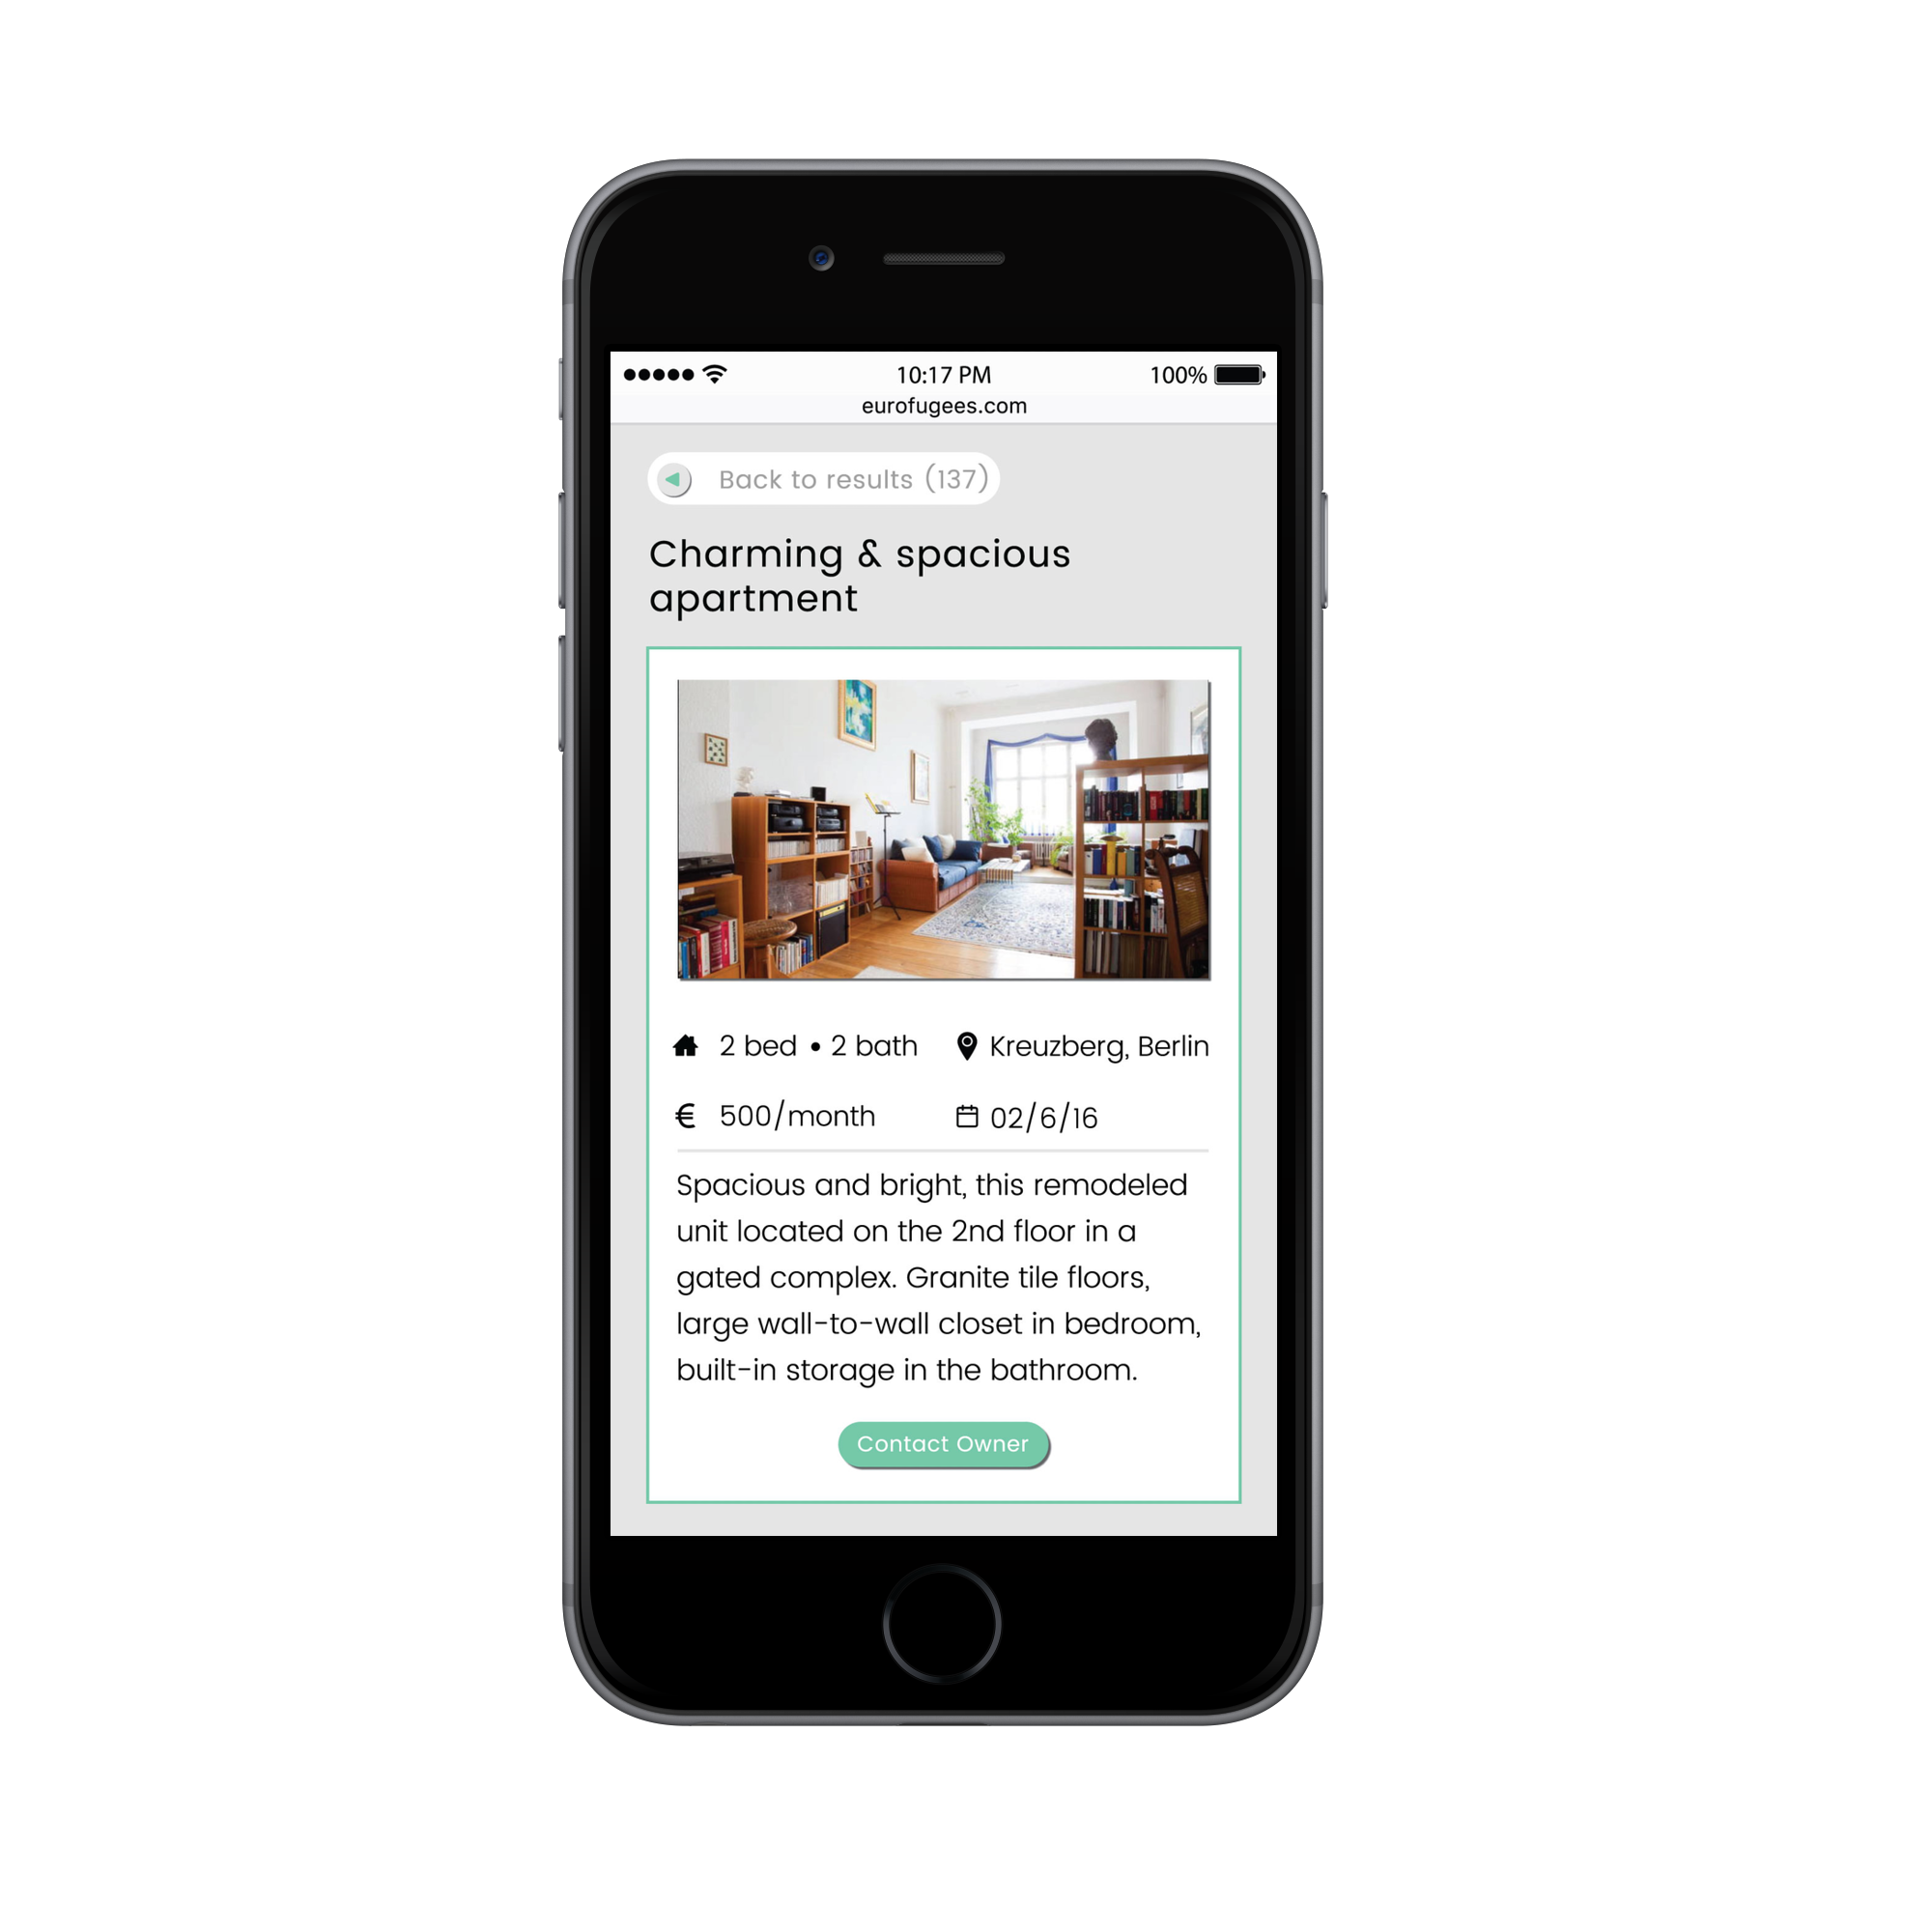 10:17 PM 100%
eurofugees.com
Back to results (137)
Charming & spacious
apartment
2 bed • 2 bath Kreuzberg, Berlin
€ 500/month 02/6/16
Spacious and bright, this remodeled
unit located on the 2nd floor in a
gated complex. Granite tile floors,
large wall-to-wall closet in bedroom,
built-in storage in the bathroom.
Contact Owner